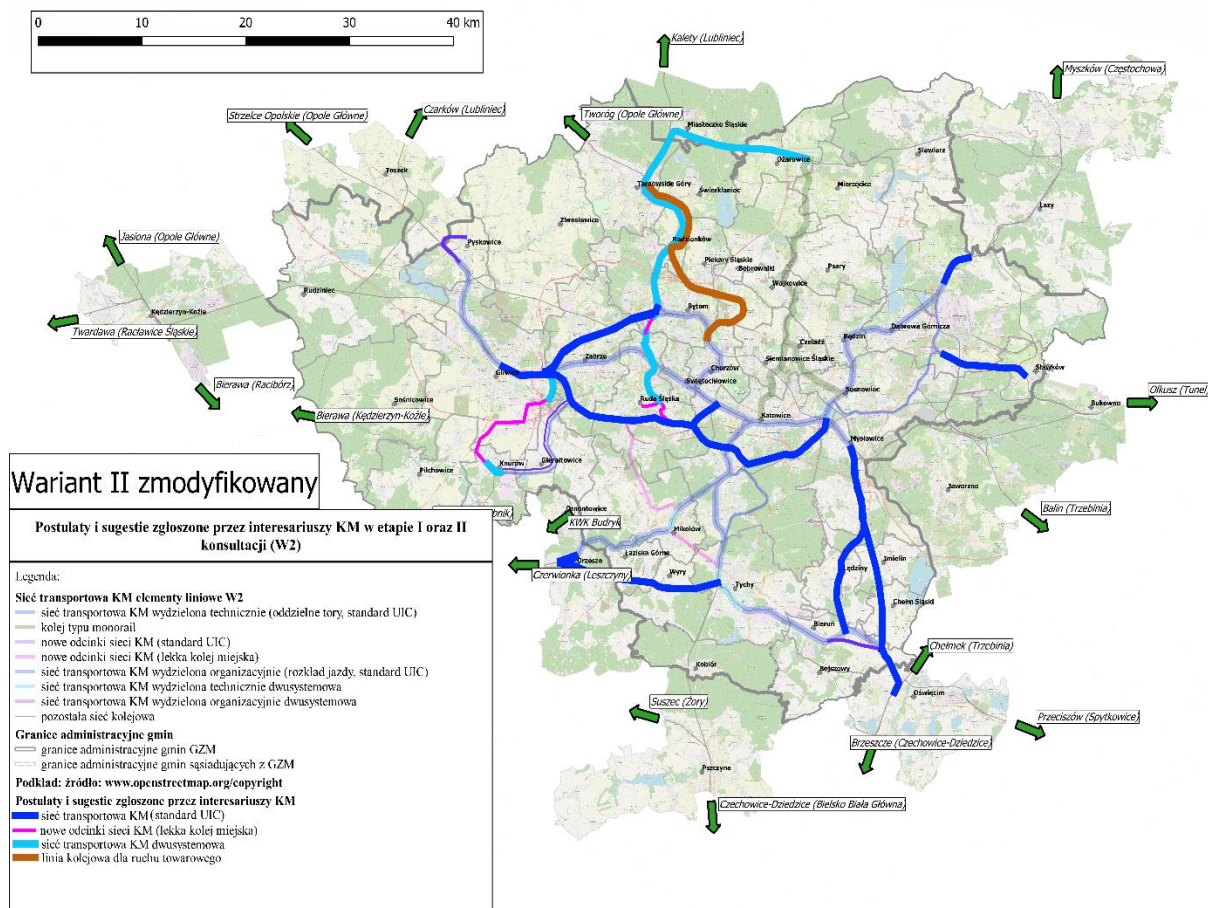 0 10 20 30 40 km
Kalety (Lubliniec)
Myszków (Częstochowa)
Czarków (Lubliniec)
Strzelce Opolskie (Opole Główne)
Tworóg (Opole Główne)
Miasteczko Śląskie
Ożarowice
Siewierz
Toszek
Tarnowskie Góry
Świerklaniec
Mierzęcice
Łazy
Zbrosławice
Jasiona (Opole Główne)
Pyskowice
Radzionków
Piekary Śląskie
Bobrowniki
Psary
Wojkowice
Rudziniec
Kędzierzyn-Koźle
Bytom
Twardawa (Racławice Śląskie)
Dąbrowa Górnicza
Będzin
Czeladź
Zabrze
Siemianowice Śląskie
Gliwice
Chorzów
Sławków
Świętochłowice
Sosnowiec
Bierawa (Racibórz)
Sośnicowice
Ruda Śląska
Olkusz (Tunel)
Bukowno
Bierawa (Kędzierzyn-Koźle)
Katowice
Mysłowice
Knurów
Gierałtowice
Pilchowice
Jaworzno
Wariant II zmodyfikowany
Ornontowice
Balin (Trzebinia)
KWK Budryk
Mikołów
Postulaty i sugestie zgłoszone przez interesariuszy KM w etapie I oraz II
konsultacji (W2)
Łaziska Górne
Orzesze
Imielin
Lędziny
Czerwionka (Leszczyny)
Wyry
Tychy
Legenda:
Sieć transportowa KM elementy liniowe W2
sieć transportowa KM wydzielona technicznie (oddzielne tory, standard UIC)
kolej typu monorail
nowe odcinki sieci KM (standard UIC)
nowe odcinki sieci KM (lekka kolej miejska)
sieć transportowa KM wydzielona organizacyjnie (rozkład jazdy, standard UIC)
sieć transportowa KM wydzielona technicznie dwusystemowa
sieć transportowa KM wydzielona organizacyjnie dwusystemowa
pozostała sieć kolejowa
Granice administracyjne gmin
granice administracyjne gmin GZM
granice administracyjne gmin sąsiadujących z GZM
Podkład: źródło: www.openstreetmap.org/copyright
Postulaty i sugestie zgłoszone przez interesariuszy KM
sieć transportowa KM (standard UIC)
nowe odcinki sieci KM (lekka kolej miejska)
sieć transportowa KM dwusystemowa
linia kolejowa dla ruchu towarowego
Chełm Śląski
Bieruń
Chełmek (Trzebinia)
Kobiór
Bojszowy
Oświęcim
Suszec (Żory)
Przeciszów (Spytkowice)
Brzeszcze (Czechowice-Dziedzice)
Pszczyna
Czechowice-Dziedzice (Bielsko Biała Główna)